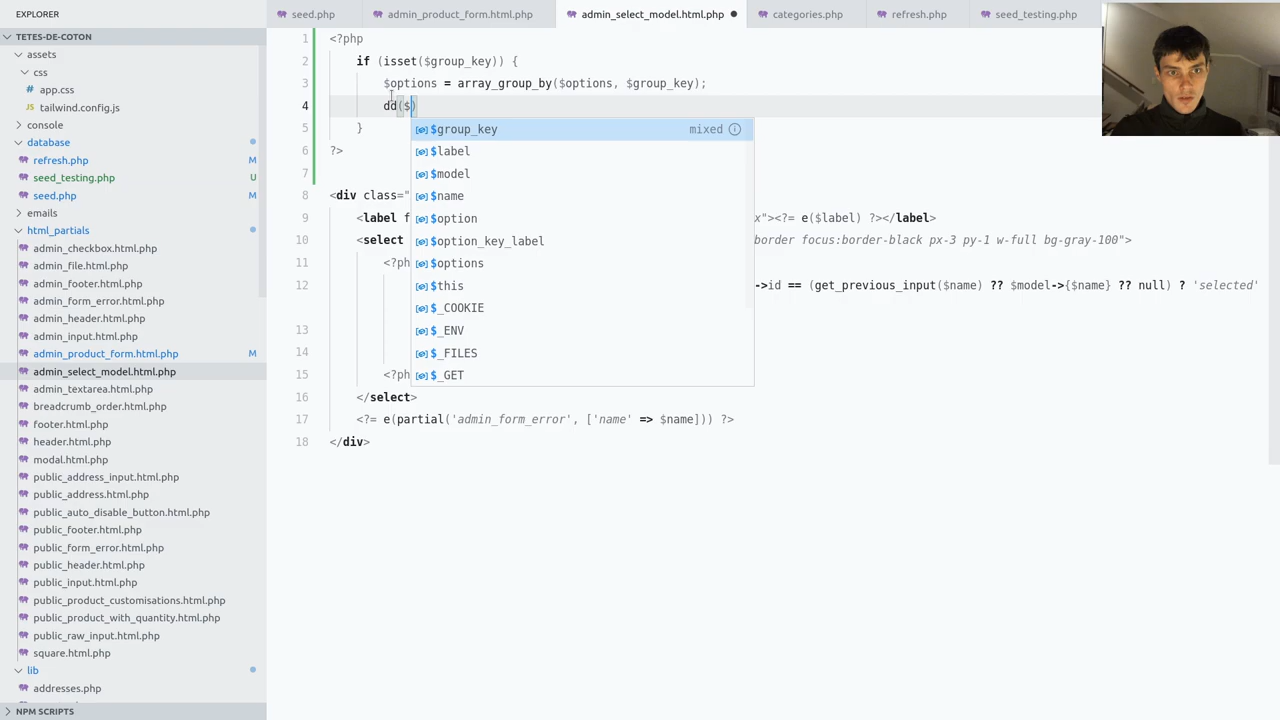 EXPLORER
TETES-DE-COTON
assets
css
app.css
tailwind.config.js
console
database
refresh.php M
seed_testing.php U
seed.php M
emails
html_partials
admin_checkbox.html.php
admin_file.html.php
admin_footer.html.php
admin_form_error.html.php
admin_header.html.php
admin_input.html.php
admin_product_form.html.php M
admin_select_model.html.php
admin_textarea.html.php
breadcrumb_order.html.php
footer.html.php
header.html.php
modal.html.php
public_address_input.html.php
public_address.html.php
public_auto_disable_button.html.php
public_footer.html.php
public_form_error.html.php
public_header.html.php
public_input.html.php
public_product_customisations.html.php
public_product_with_quantity.html.php
public_raw_input.html.php
square.html.php
lib
addresses.php
NPM SCRIPTS
seed.php admin_product_form.html.php admin_select_model.html.php categories.php refresh.php seed_testing.php
1 <?php
2 if (isset($group_key)) {
3 $options = array_group_by($options, $group_key);
4 dd($)
5 }
6 ?>
7
8 <div class="
9 <label f x"><?= e($label) ?></label>
10 <select border focus:border-black px-3 py-1 w-full bg-gray-100">
11 <?ph
12 ->id == (get_previous_input($name) ?? $model->{$name} ?? null) ? 'selected'
13
14
15 <?ph
16 </select>
17 <?= e(partial('admin_form_error', ['name' => $name])) ?>
18 </div>
$group_key mixed
$label
$model
$name
$option
$option_key_label
$options
$this
$_COOKIE
$_ENV
$_FILES
$_GET